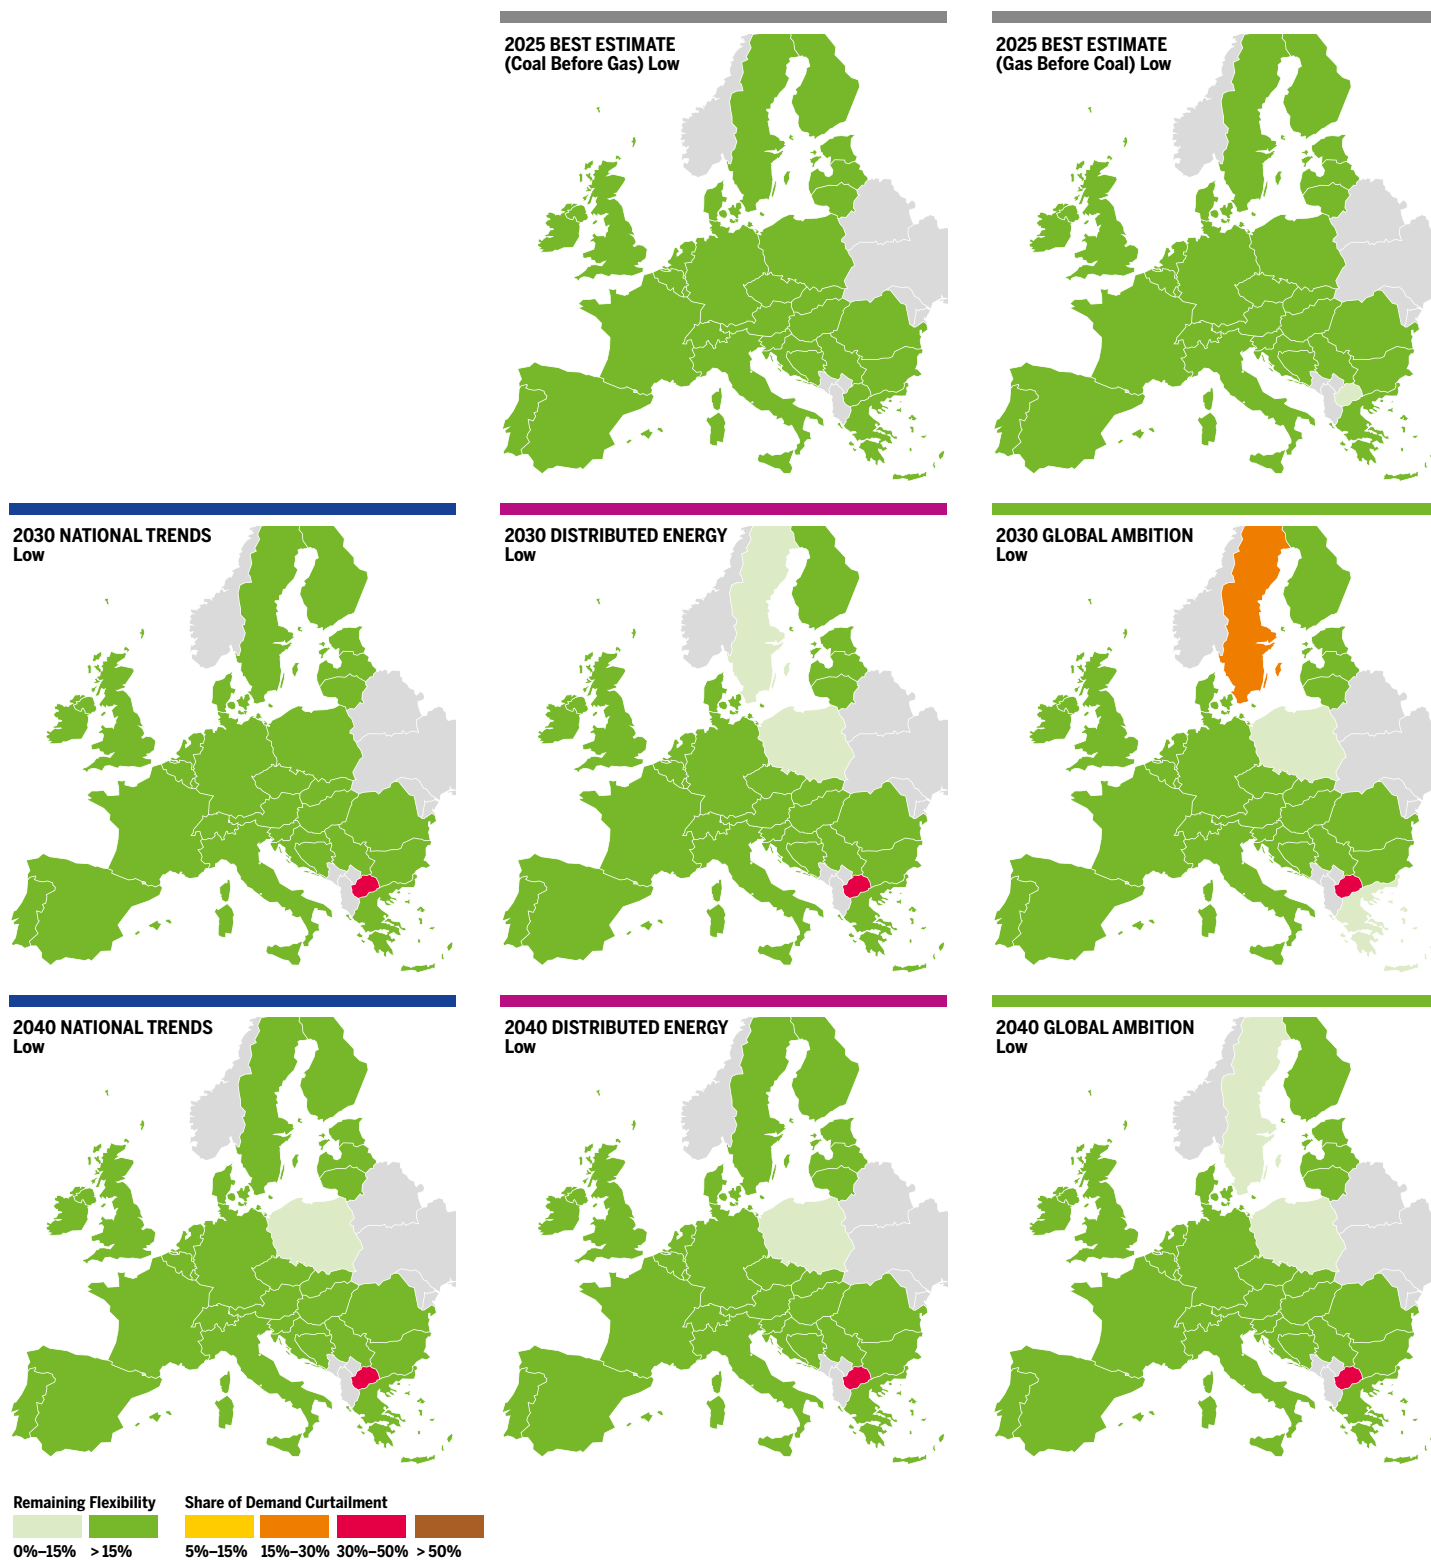 2025 BEST ESTIMATE
(Coal Before Gas) Low
2025 BEST ESTIMATE
(Gas Before Coal) Low
2030 NATIONAL TRENDS
Low
2030 DISTRIBUTED ENERGY
Low
2030 GLOBAL AMBITION
Low
2040 NATIONAL TRENDS
Low
2040 DISTRIBUTED ENERGY
Low
2040 GLOBAL AMBITION
Low
Remaining Flexibility
0%–15% > 15%
Share of Demand Curtailment
5%–15% 15%–30% 30%–50% > 50%